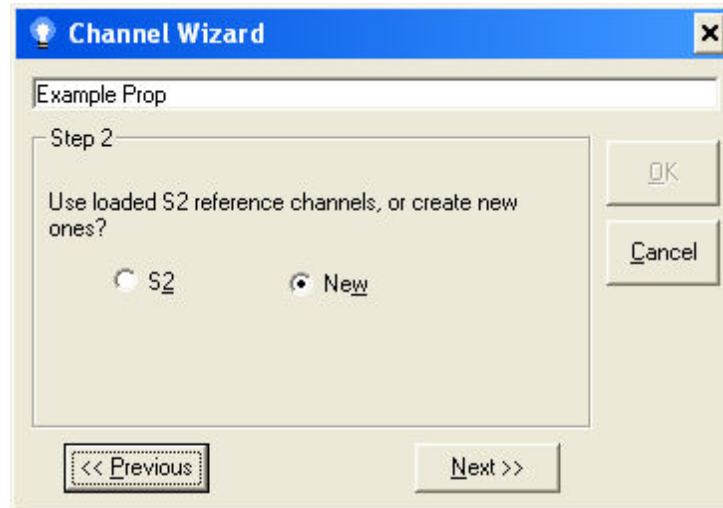 Channel Wizard
Example Prop
Step 2
Use loaded S2 reference channels, or create new
ones?
S2
New
OK
Cancel
<< Previous
Next >>